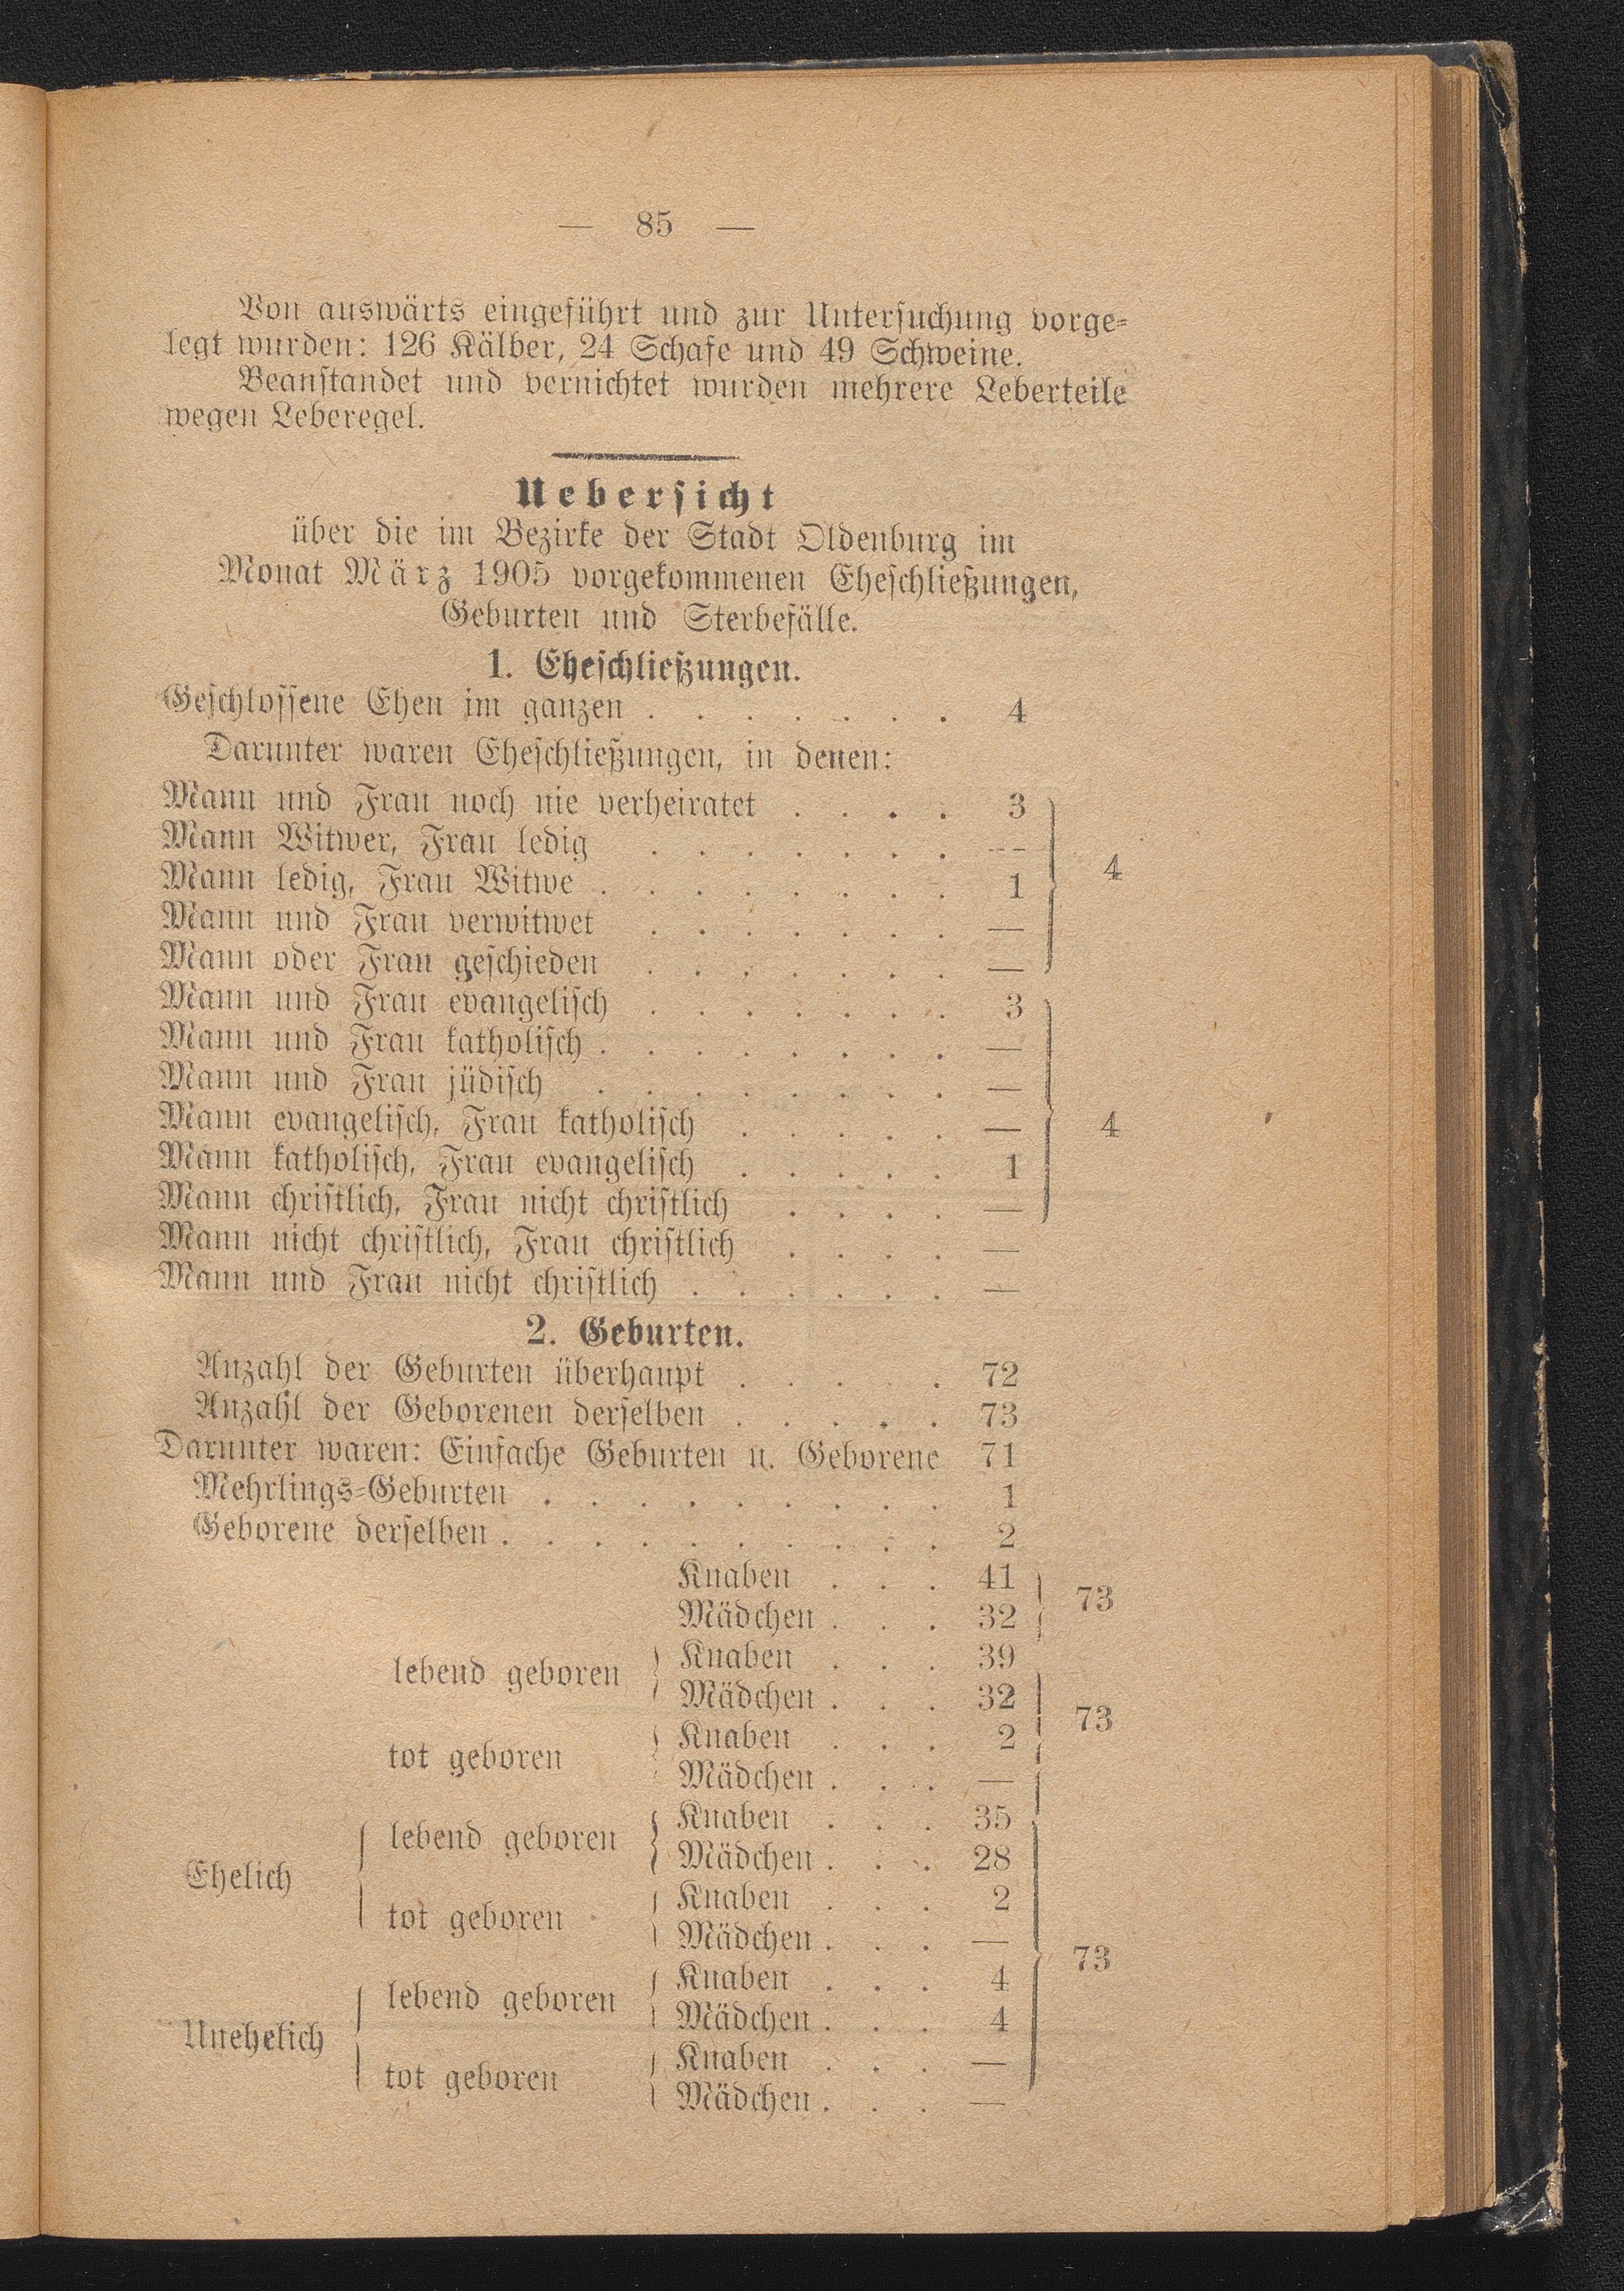 — 85 —
Von auswärts eingeführt und zur Untersuchung vorge-
legt wurden: 126 Kälber, 24 Schafe und 49 Schweine.
Beanstandet und vernichtet wurden mehrere Leberteile
wegen Leberegel.
Uebersicht
über die im Bezirke der Stadt Oldenburg im
Monat März 1905 vorgekommenen Eheschließungen,
Geburten und Sterbefälle.
1. Eheschließungen.
Geschlossene Ehen im ganzen . . . . . . . 4
Darunter waren Eheschließungen, in denen:
Mann und Frau noch nie verheiratet . . . . 3
Mann Witwer, Frau ledig . . . . . . . —
4
Mann ledig, Frau Witwe . . . . . . . . 1
Mann und Frau verwitwet . . . . . . . —
Mann oder Frau geschieden . . . . . . . —
Mann und Frau evangelisch . . . . . . . 3
Mann und Frau katholisch . . . . . . . . —
Mann und Frau jüdisch . . . . . . . . —
Mann evangelisch, Frau katholisch . . . . . — 4
Mann katholisch, Frau evangelisch . . . . . 1
Mann christlich, Frau nicht christlich . . . . —
Mann nicht christlich, Frau christlich . . . . —
Mann und Frau nicht christlich . . . . . . —
2. Geburten.
Anzahl der Geburten überhaupt . . . . . 72
Anzahl der Geborenen derselben . . . . . 73
Darunter waren: Einfache Geburten u. Geborene 71
Mehrlings-Geburten . . . . . . . . . 1
Geborene derselben . . . . . . . . . . 2
Knaben . . . 41
73
Mädchen . . . 32
Knaben . . . 39
lebend geboren
Mädchen . . . 32
73
Knaben . . . 2
tot geboren
Mädchen . . . —
Knaben . . . 35
lebend geboren
Mädchen . . . 28
Ehelich
Knaben . . . 2
tot geboren
Mädchen . . . —
73
Knaben . . . 4
lebend geboren
Mädchen . . . 4
Unehelich
Knaben . . . —
tot geboren
Mädchen . . . —